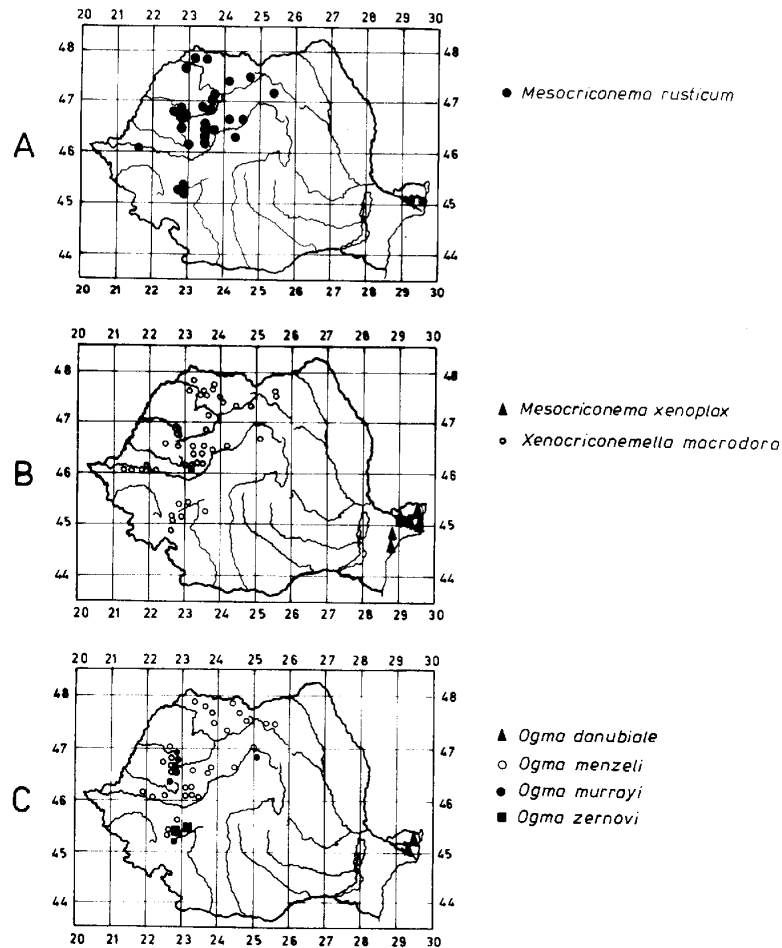 20 21 22 23 24 25 26 27 28 29 30
48 48
47 47
A
46 46
45 45
44 44
20 21 22 23 24 25 26 27 28 29 30
Mesocriconema rusticum
20 21 22 23 24 25 26 27 28 29 30
48 48
47 47
B
46 46
45 45
44 44
20 21 22 23 24 25 26 27 28 29 30
Mesocriconema xenoplax
Xenocriconemella macrodora
20 21 22 23 24 25 26 27 28 29 30
48 48
47 47
C
46 46
45 45
44 44
20 21 22 23 24 25 26 27 28 29 30
Ogma danubiale
Ogma menzeli
Ogma murrayi
Ogma zernovi